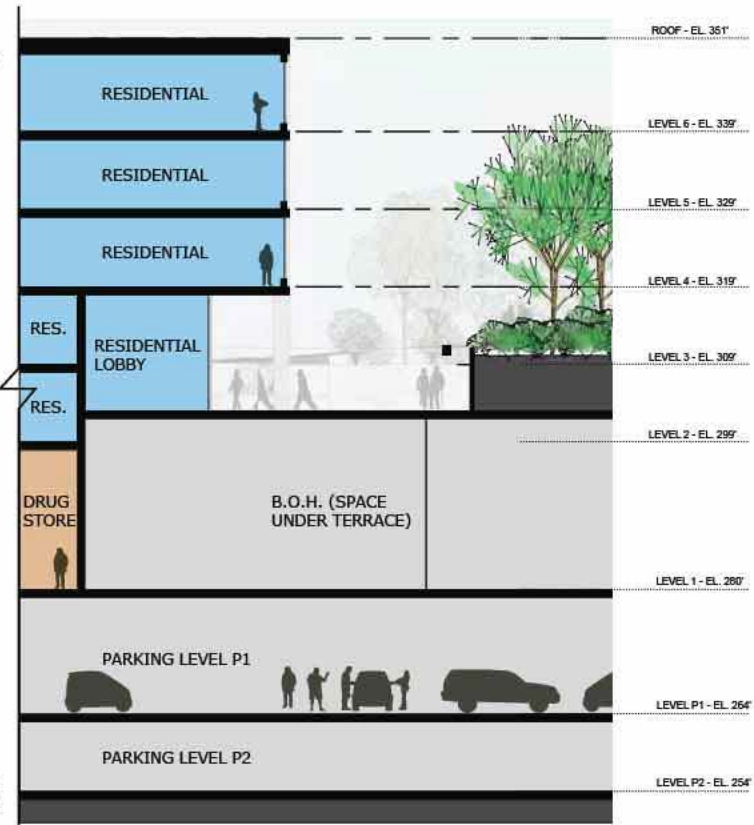 ROOF - EL. 351'
RESIDENTIAL
LEVEL 6 - EL. 339'
RESIDENTIAL
LEVEL 5 - EL. 329'
RESIDENTIAL
LEVEL 4 - EL. 319'
RES.
RESIDENTIAL
LOBBY
LEVEL 3 - EL. 309'
RES.
LEVEL 2 - EL. 299'
DRUG
STORE
B.O.H. (SPACE
UNDER TERRACE)
LEVEL 1 - EL. 280'
PARKING LEVEL P1
LEVEL P1 - EL. 264'
PARKING LEVEL P2
LEVEL P2 - EL. 254'